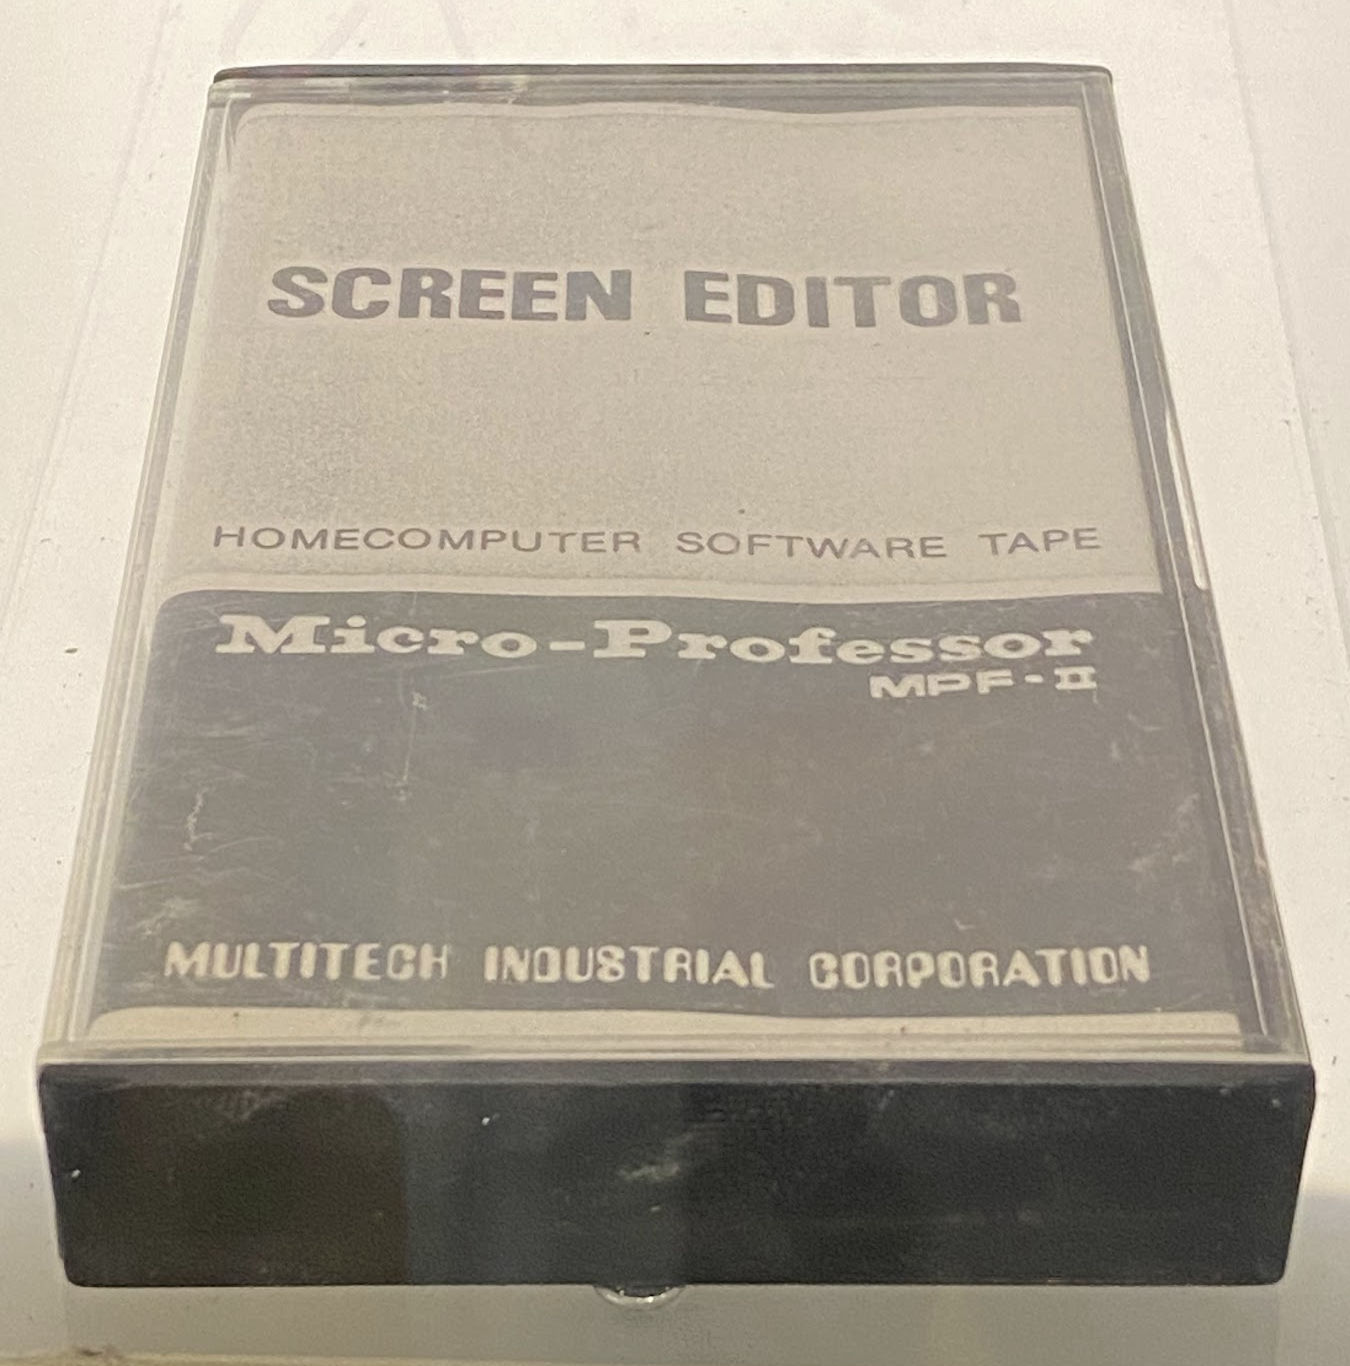 SCREEN EDITOR
HOMECOMPUTER SOFTWARE TAPE
Micro-Professor
MPF-II
MULTITECH INDUSTRIAL CORPORATION